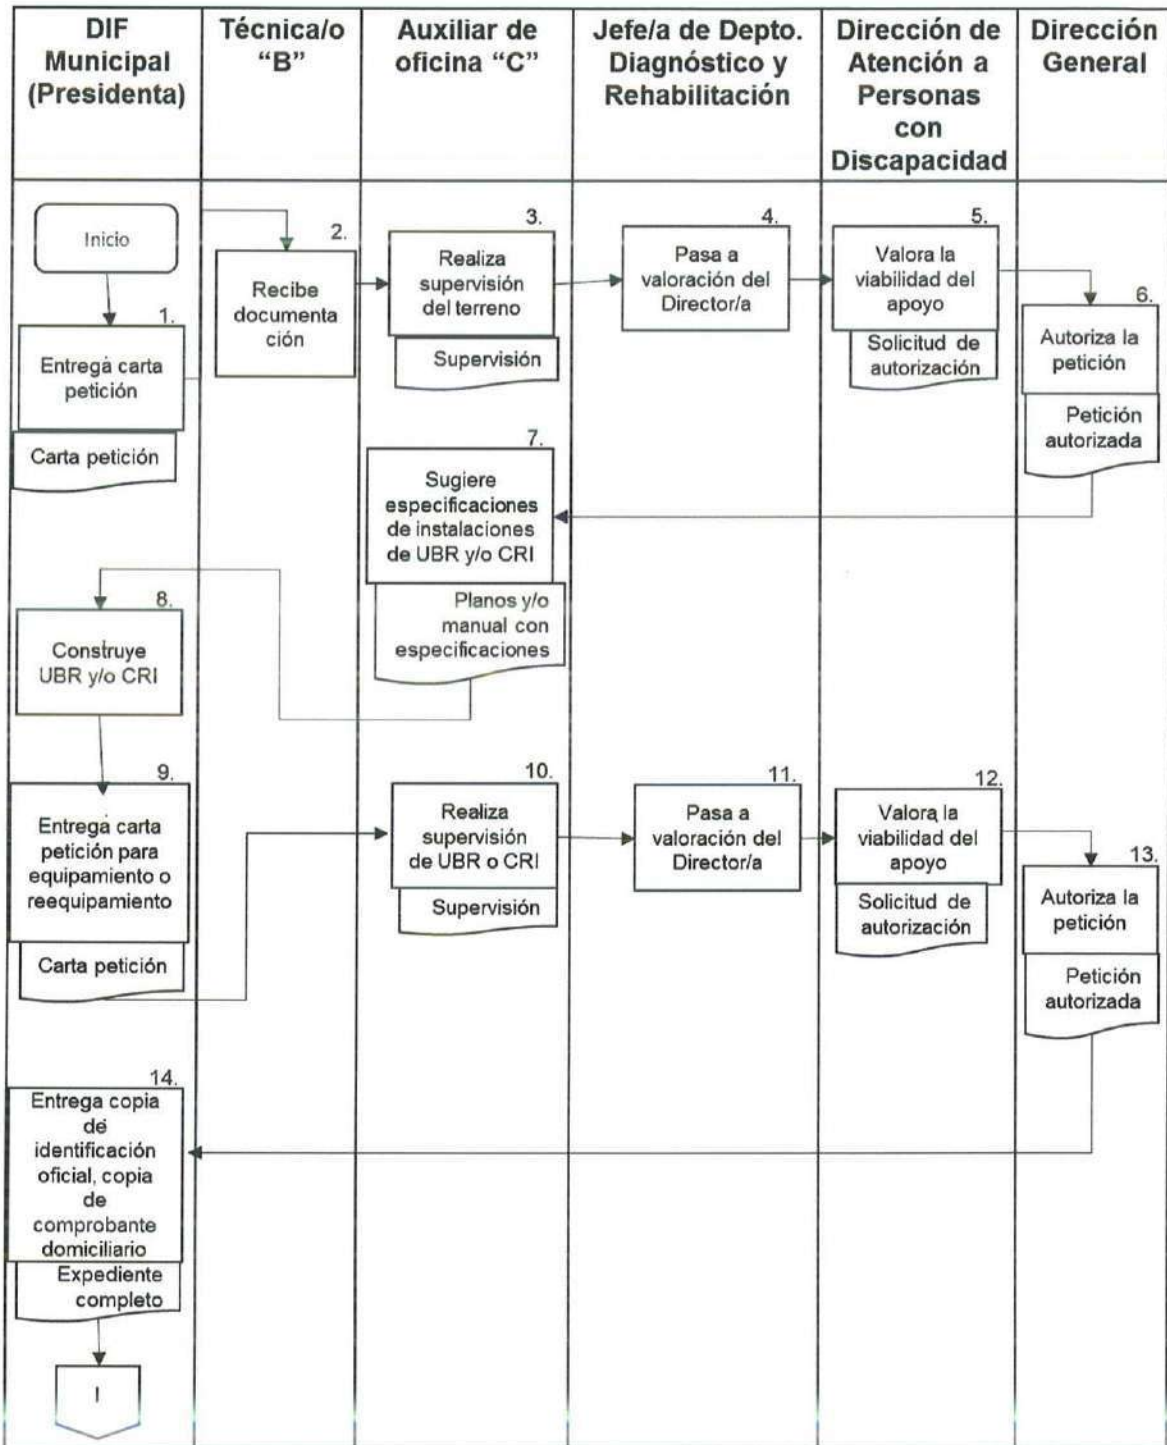 DIF
Municipal
(Presidenta)
Técnica/o
“B”
Auxiliar de
oficina “C”
Jefe/a de Depto.
Diagnóstico y
Rehabilitación
Dirección de
Atención a
Personas
con
Discapacidad
Dirección
General
Inicio
1.
Entrega carta
petición
Carta petición
2.
Recibe
documenta
ción
3.
Realiza
supervisión
del terreno
Supervisión
4.
Pasa a
valoración del
Director/a
5.
Valora la
viabilidad del
apoyo
Solicitud de
autorización
6.
Autoriza la
petición
Petición
autorizada
7.
Sugiere
especificaciones
de instalaciones
de UBR y/o CRI
Planos y/o
manual con
especificaciones
8.
Construye
UBR y/o CRI
9.
Entrega carta
petición para
equipamiento o
reequipamiento
Carta petición
10.
Realiza
supervisión
de UBR o CRI
Supervisión
11.
Pasa a
valoración del
Director/a
12.
Valora la
viabilidad del
apoyo
Solicitud de
autorización
13.
Autoriza la
petición
Petición
autorizada
14.
Entrega copia
de
identificación
oficial, copia
de
comprobante
domiciliario
Expediente
completo
I